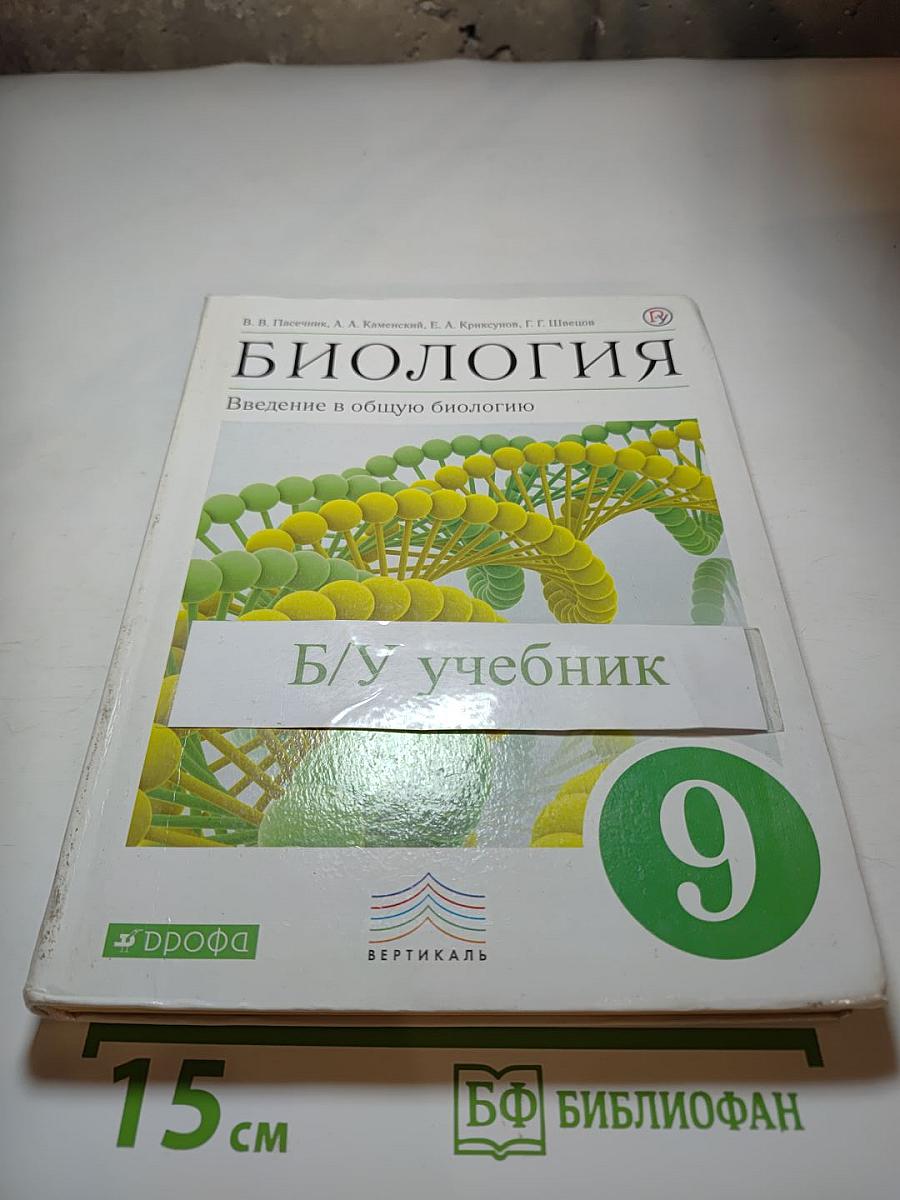 В. В. Пасечник, А. А. Каменский, Е. А. Криксунов, Г. Г. Швецов
БИОЛОГИЯ
Введение в общую биологию
Б/У учебник
9
ДРОФА
ВЕРТИКАЛЬ
15 см
БФ БИБЛИОФАН